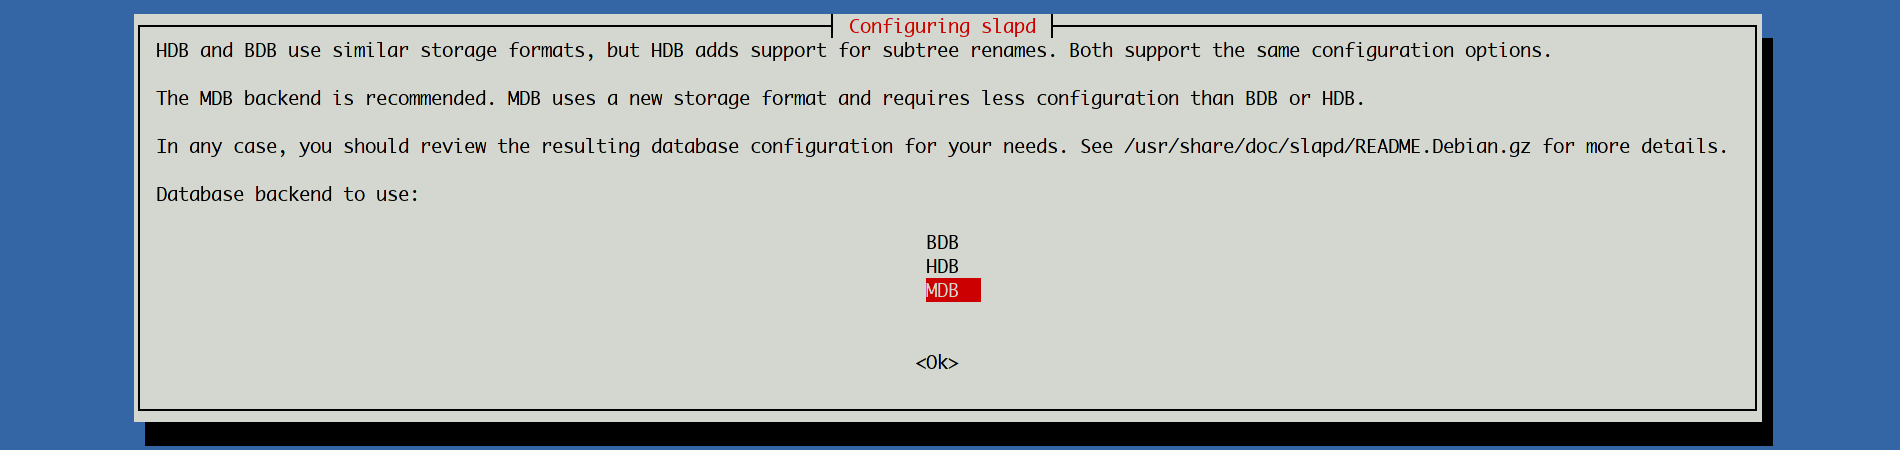 Configuring slapd
HDB and BDB use similar storage formats, but HDB adds support for subtree renames. Both support the same configuration options.
The MDB backend is recommended. MDB uses a new storage format and requires less configuration than BDB or HDB.
In any case, you should review the resulting database configuration for your needs. See /usr/share/doc/slapd/README.Debian.gz for more details.
Database backend to use:
BDB
HDB
MDB
<Ok>